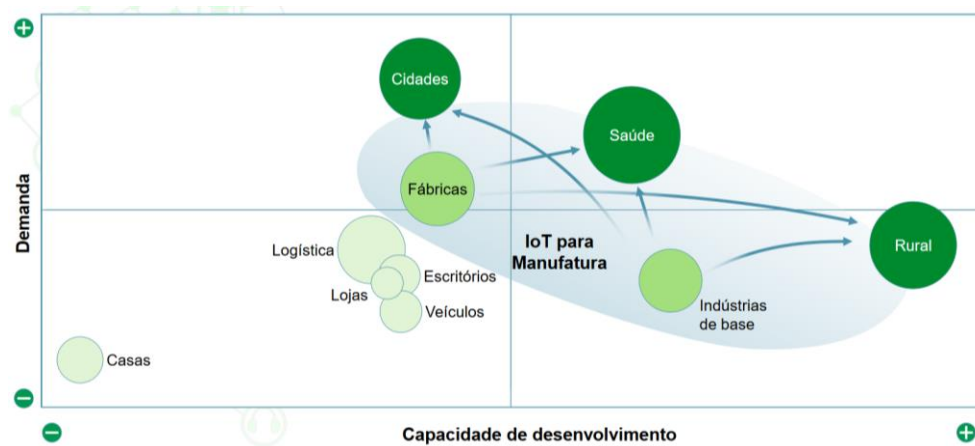 Cidades
Saúde
Fábricas
Demanda
Logística
IoT para
Manufatura
Rural
Escritórios
Lojas
Veículos
Indústrias
de base
Casas
Capacidade de desenvolvimento